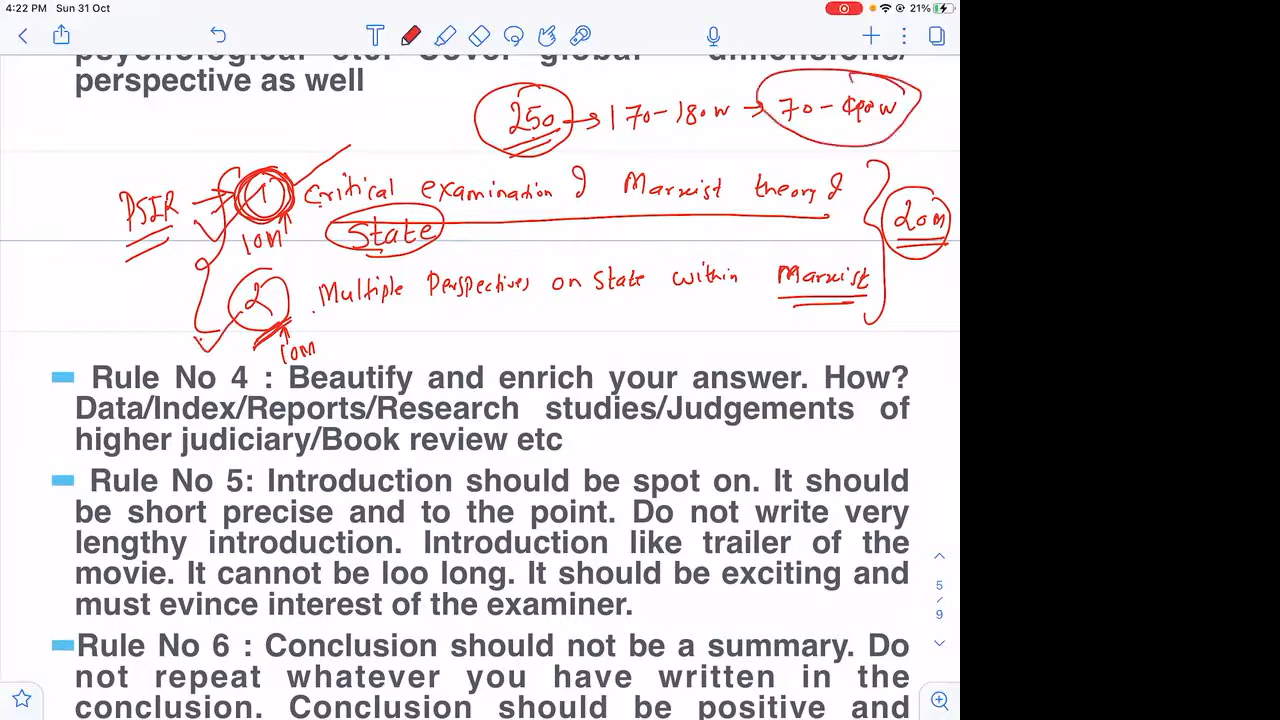 4:22 PM Sun 31 Oct
21%
psychological etc. Cover global dimensions/
perspective as well
250 → 170-180w → 70-
PSIR → 1 Critical examination of Marxist theory of
10M State
20M
2 Multiple Perspectives on State within Marxist
10M
Rule No 4 : Beautify and enrich your answer. How?
Data/Index/Reports/Research studies/Judgements of
higher judiciary/Book review etc
Rule No 5: Introduction should be spot on. It should
be short precise and to the point. Do not write very
lengthy introduction. Introduction like trailer of the
movie. It cannot be loo long. It should be exciting and
must evince interest of the examiner.
5
/
9
Rule No 6 : Conclusion should not be a summary. Do
not repeat whatever you have written in the
conclusion. Conclusion should be positive and